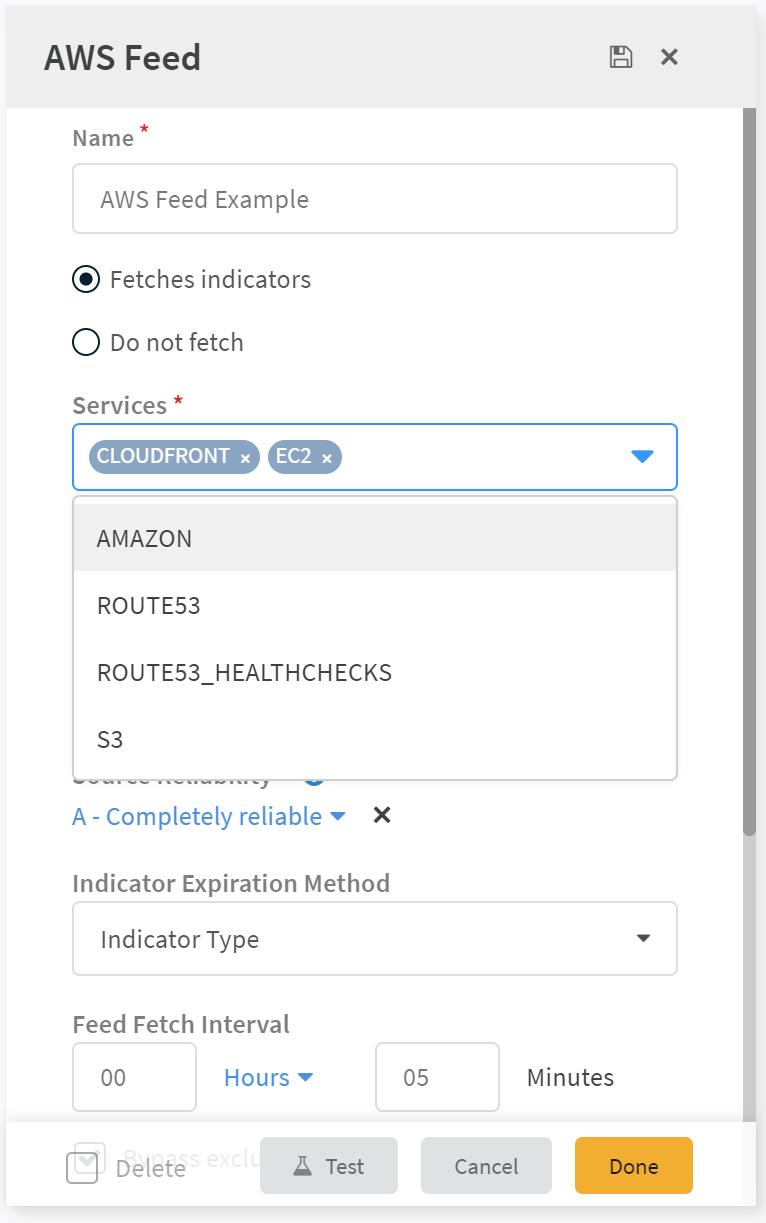 AWS Feed
Name *
AWS Feed Example
Fetches indicators
Do not fetch
Services *
CLOUDFRONT × EC2 ×
AMAZON
ROUTE53
ROUTE53_HEALTHCHECKS
S3
Source Reliability
A - Completely reliable
Indicator Expiration Method
Indicator Type
Feed Fetch Interval
00 Hours 05 Minutes
Bypass exclu
Delete Test Cancel Done